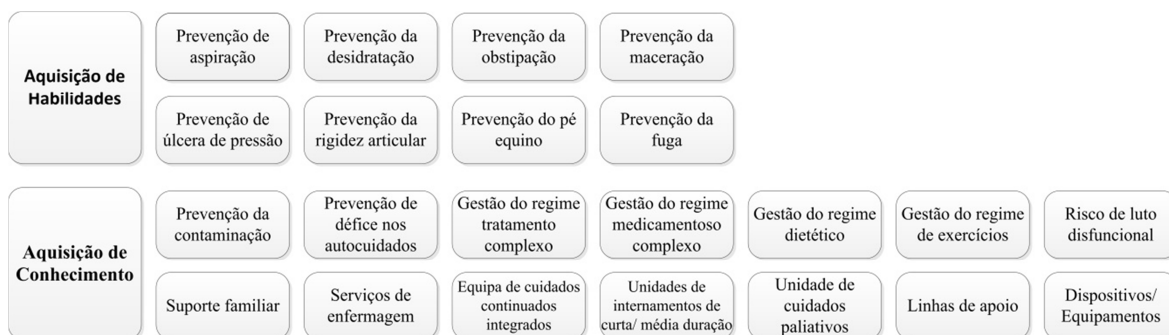 Aquisição de
Habilidades
Prevenção de
aspiração
Prevenção da
desidratação
Prevenção da
obstipação
Prevenção da
maceração
Prevenção de
úlcera de pressão
Prevenção da
rigidez articular
Prevenção do pé
equino
Prevenção da
fuga
Aquisição de
Conhecimento
Prevenção da
contaminação
Prevenção de
défice nos
autocuidados
Gestão do regime
tratamento
complexo
Gestão do regime
medicamentoso
complexo
Gestão do regime
dietético
Gestão do regime
de exercícios
Risco de luto
disfuncional
Suporte familiar
Serviços de
enfermagem
Equipa de cuidados
continuados
integrados
Unidades de
internamentos de
curta/ média duração
Unidade de
cuidados
paliativos
Linhas de apoio
Dispositivos/
Equipamentos